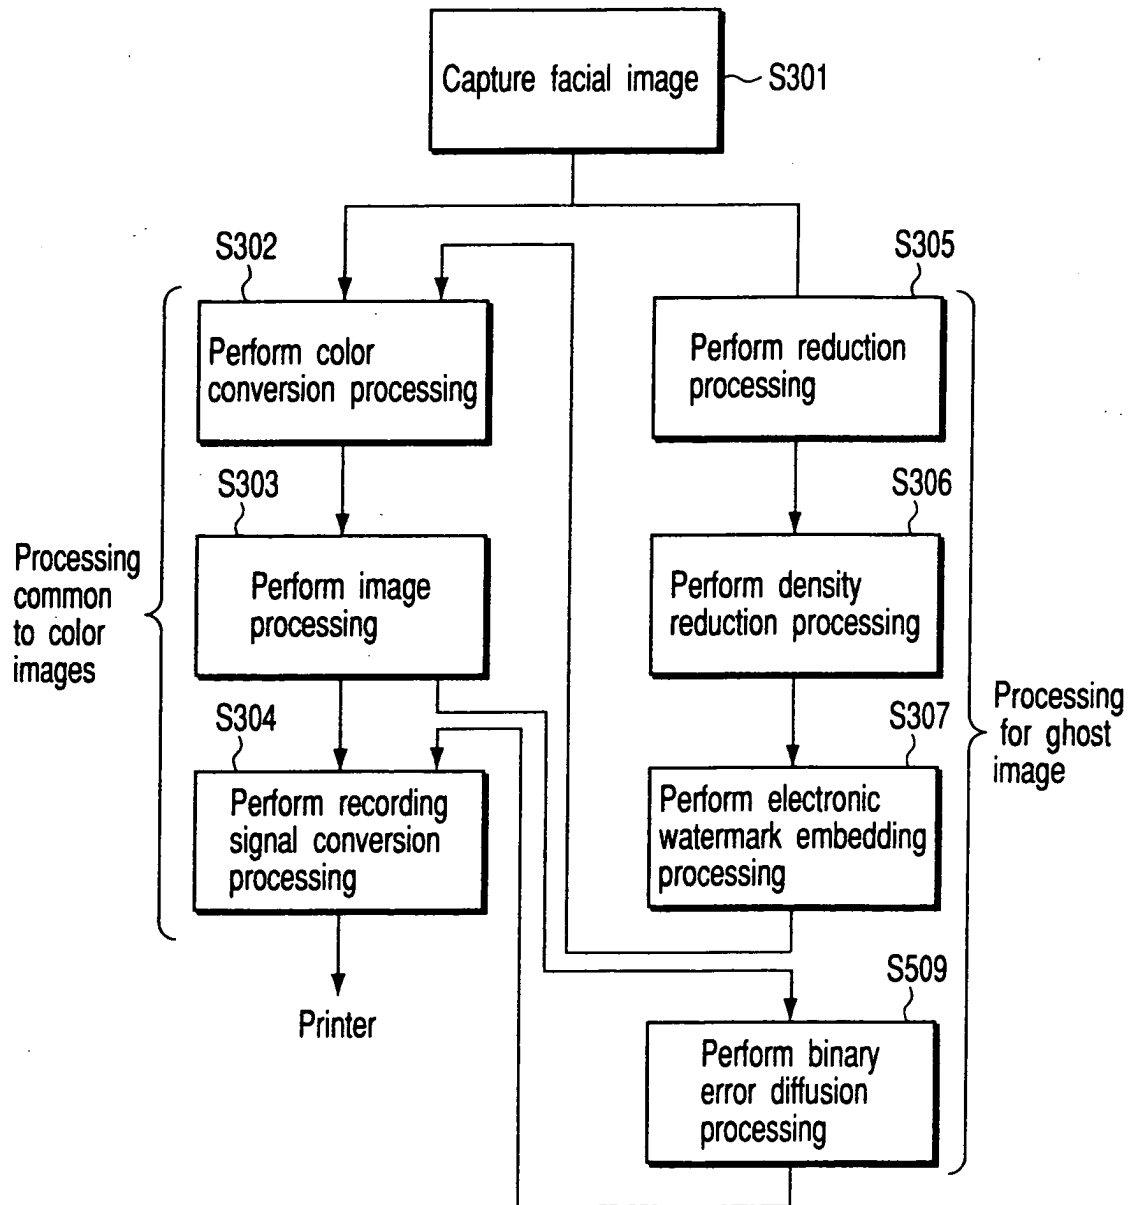 Capture facial image
S301
S302
Perform color
conversion processing
S303
Perform image
processing
S304
Perform recording
signal conversion
processing
Printer
Processing
common
to color
images
S305
Perform reduction
processing
S306
Perform density
reduction processing
S307
Perform electronic
watermark embedding
processing
S509
Perform binary
error diffusion
processing
Processing
for ghost
image